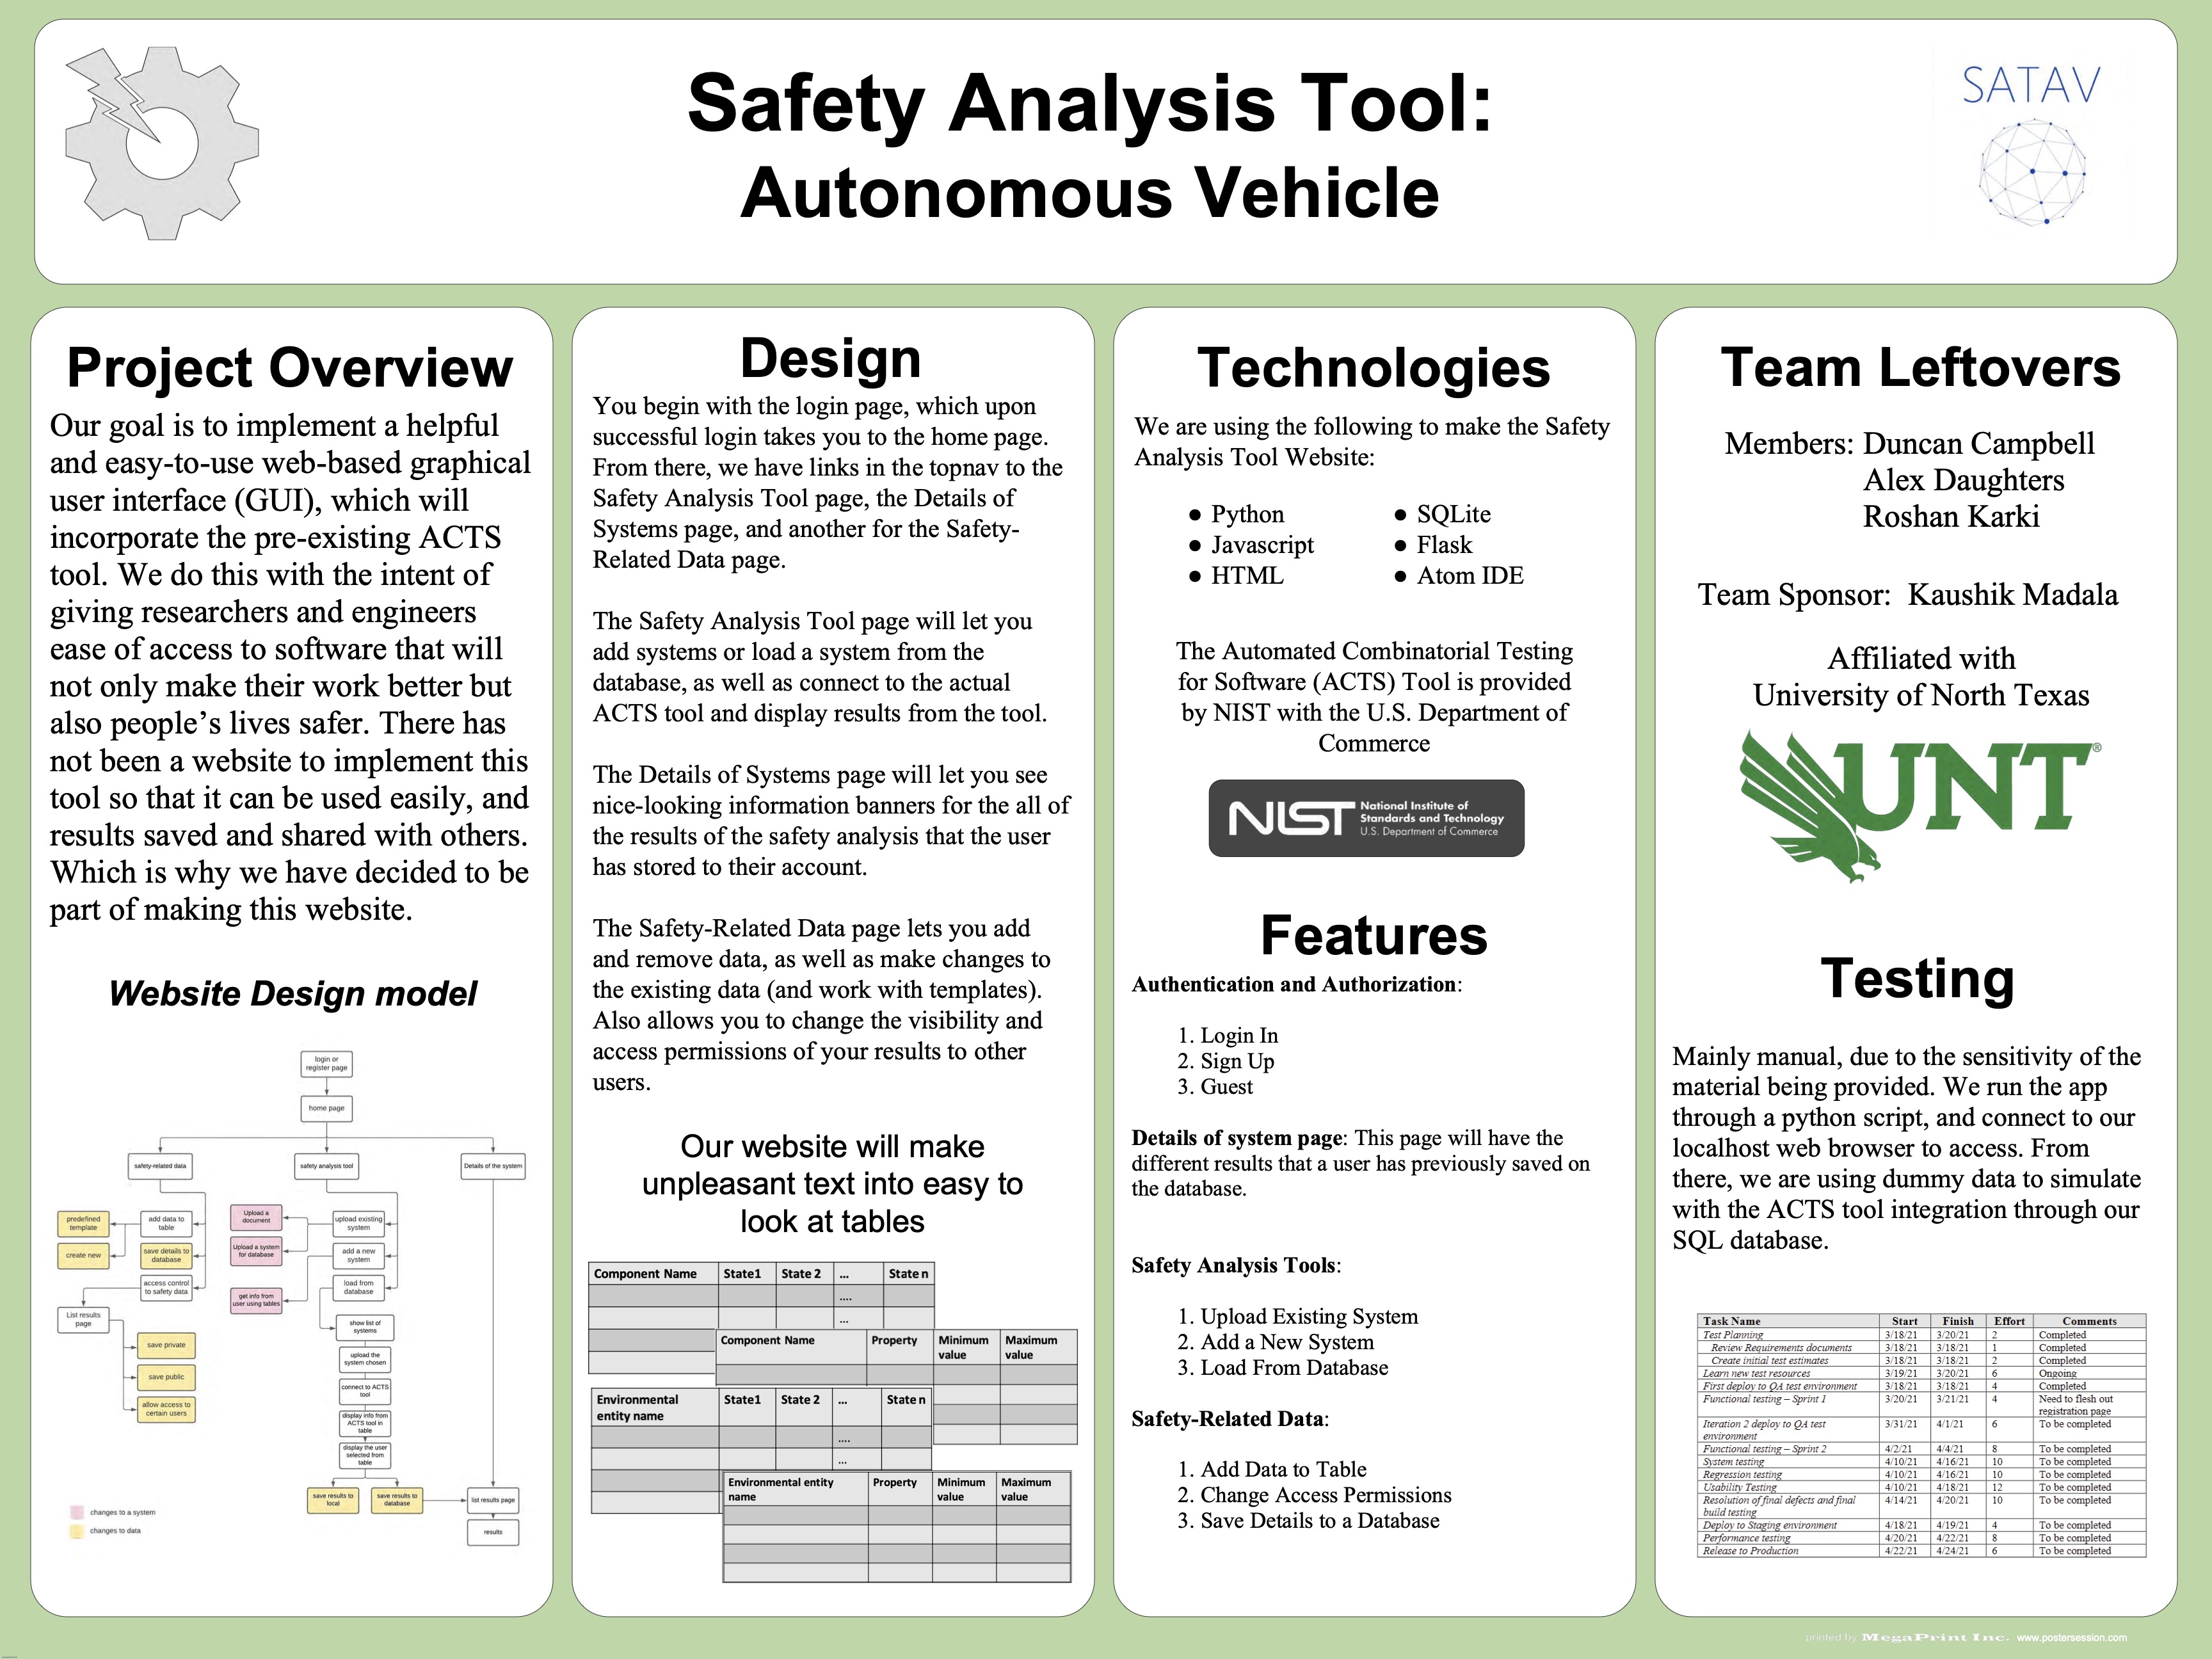 Safety Analysis Tool:
Autonomous Vehicle
SATAV
Project Overview
Our goal is to implement a helpful
and easy-to-use web-based graphical
user interface (GUI), which will
incorporate the pre-existing ACTS
tool. We do this with the intent of
giving researchers and engineers
ease of access to software that will
not only make their work better but
also people’s lives safer. There has
not been a website to implement this
tool so that it can be used easily, and
results saved and shared with others.
Which is why we have decided to be
part of making this website.
Website Design model
login or
register page
home page
safety-related data
safety analysis tool
Details of the system
predefined
template
add data to
table
create new
save details to
database
access control
to safety data
List results
page
save private
save public
allow access to
certain users
Upload a
document
upload existing
system
Upload a system
for database
add a new
system
get info from
user using tables
load from
database
show list of
systems
upload the
system chosen
connect to ACTS
tool
display info from
ACTS tool in
table
display the user
selected from
table
save results to
local
save results to
database
list results page
results
changes to a system
changes to data
Design
You begin with the login page, which upon
successful login takes you to the home page.
From there, we have links in the topnav to the
Safety Analysis Tool page, the Details of
Systems page, and another for the Safety-
Related Data page.
The Safety Analysis Tool page will let you
add systems or load a system from the
database, as well as connect to the actual
ACTS tool and display results from the tool.
The Details of Systems page will let you see
nice-looking information banners for the all of
the results of the safety analysis that the user
has stored to their account.
The Safety-Related Data page lets you add
and remove data, as well as make changes to
the existing data (and work with templates).
Also allows you to change the visibility and
access permissions of your results to other
users.
Our website will make
unpleasant text into easy to
look at tables
Component Name State1 State 2 ... State n
....
...
Component Name Property Minimum value Maximum value
Environmental entity name State1 State 2 ... State n
....
...
Environmental entity name Property Minimum value Maximum value
Technologies
We are using the following to make the Safety
Analysis Tool Website:
● Python
● Javascript
● HTML
● SQLite
● Flask
● Atom IDE
The Automated Combinatorial Testing
for Software (ACTS) Tool is provided
by NIST with the U.S. Department of
Commerce
NIST
National Institute of
Standards and Technology
U.S. Department of Commerce
Features
Authentication and Authorization:
1. Login In
2. Sign Up
3. Guest
Details of system page: This page will have the
different results that a user has previously saved on
the database.
Safety Analysis Tools:
1. Upload Existing System
2. Add a New System
3. Load From Database
Safety-Related Data:
1. Add Data to Table
2. Change Access Permissions
3. Save Details to a Database
Team Leftovers
Members: Duncan Campbell
Alex Daughters
Roshan Karki
Team Sponsor: Kaushik Madala
Affiliated with
University of North Texas
UNT®
Testing
Mainly manual, due to the sensitivity of the
material being provided. We run the app
through a python script, and connect to our
localhost web browser to access. From
there, we are using dummy data to simulate
with the ACTS tool integration through our
SQL database.
Task Name Start Finish Effort Comments
Test Planning 3/18/21 3/20/21 2 Completed
Review Requirements documents 3/18/21 3/18/21 1 Completed
Create initial test estimates 3/18/21 3/18/21 2 Completed
Learn new test resources 3/19/21 3/20/21 6 Ongoing
First deploy to QA test environment 3/18/21 3/18/21 4 Completed
Functional testing – Sprint 1 3/20/21 3/21/21 4 Need to flesh out
registration page
Iteration 2 deploy to QA test 3/31/21 4/1/21 6 To be completed
environment
Functional testing – Sprint 2 4/2/21 4/4/21 8 To be completed
System testing 4/10/21 4/16/21 10 To be completed
Regression testing 4/10/21 4/16/21 10 To be completed
Usability Testing 4/10/21 4/18/21 12 To be completed
Resolution of final defects and final 4/14/21 4/20/21 10 To be completed
build testing
Deploy to Staging environment 4/18/21 4/19/21 4 To be completed
Performance testing 4/20/21 4/22/21 8 To be completed
Release to Production 4/22/21 4/24/21 6 To be completed
printed by MegaPrint Inc. www.postersession.com